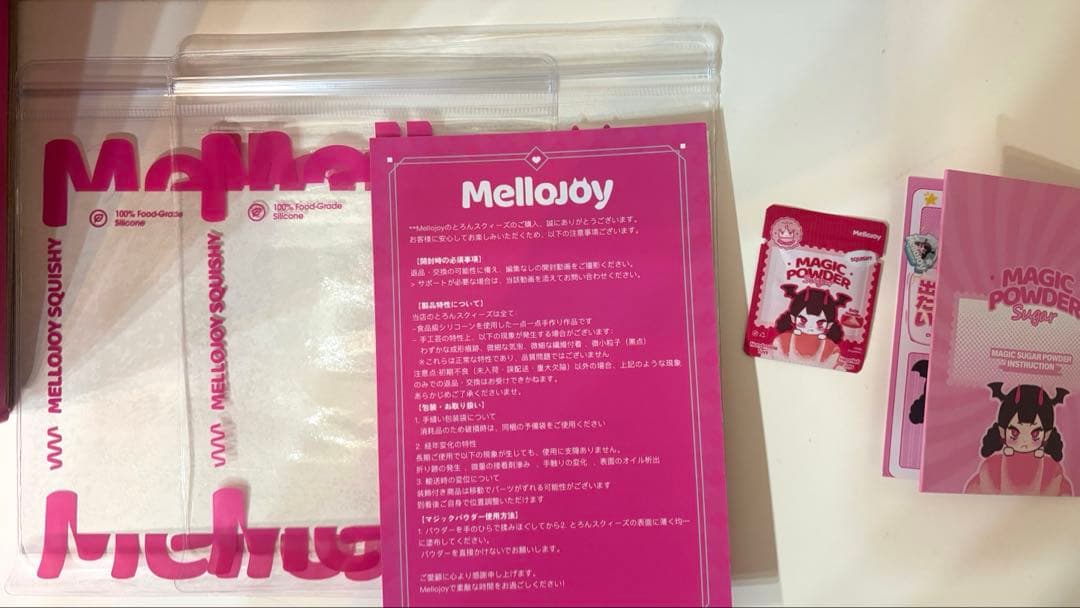 Mello
Mello
100% Food-Grade
Silicone
100% Food-Grade
Silicone
MELLOJOY SQUISHY
MELLOJOY SQUISHY
MelloJOY
**Mellojoyのとろんスクィーズのご購入、誠にありがとうございます。
お客様に安心してお楽しみいただくため、以下の注意事項ございます。
【開封時の必須事項】
返品・交換の可能性に備え、編集なしの開封動画をご撮影ください。
> サポートが必要な場合は、当該動画を添えてお問い合わせください。
【製品特性について】
当店のとろんスクィーズは全て:
-食品級シリコーンを使用した一点一点手作り作品です
- 手工芸の特性上、以下の現象が発生する場合がございます:
わずかな成形痕跡、微細な気泡、微細な繊維付着 、微小粒子（黒点）
※これらは正常な特性であり、品質問題ではございません
注意点:初期不良（未入荷・誤配送・重大欠陥）以外の場合、上記のような現象
のみでの返品・交換はお受けできかねます。
あらかじめご了承くださいませ。
【包装・お取り扱い】
1. 手縫い包装袋について
消耗品のため破損時は、同梱の予備袋をご使用ください
2. 経年変化の特性
長期ご使用で以下の現象が生じても、使用に支障ありません。
折り跡の発生 、微量の接着剤滲み 、手触りの変化 、表面のオイル析出
3. 輸送時の変位について
装飾付き商品は移動でパーツがずれる可能性がございます
到着後ご自身で位置調整いただけます
【マジックパウダー使用方法】
1. パウダーを手のひらで揉みほぐしてから2. とろんスクィーズの表面に薄く均一
に塗布してください。
パウダーを直接かけないでお願いします。
ご愛顧に心より感謝申し上げます。
Mellojoyで素敵な時間をお過ごしください!
MelloJOY
SQUISHY
MAGIC
POWDER
Sugar
出たい
MAGIC
POWDER
Sugar
MAGIC SUGAR POWDER
INSTRUCTION